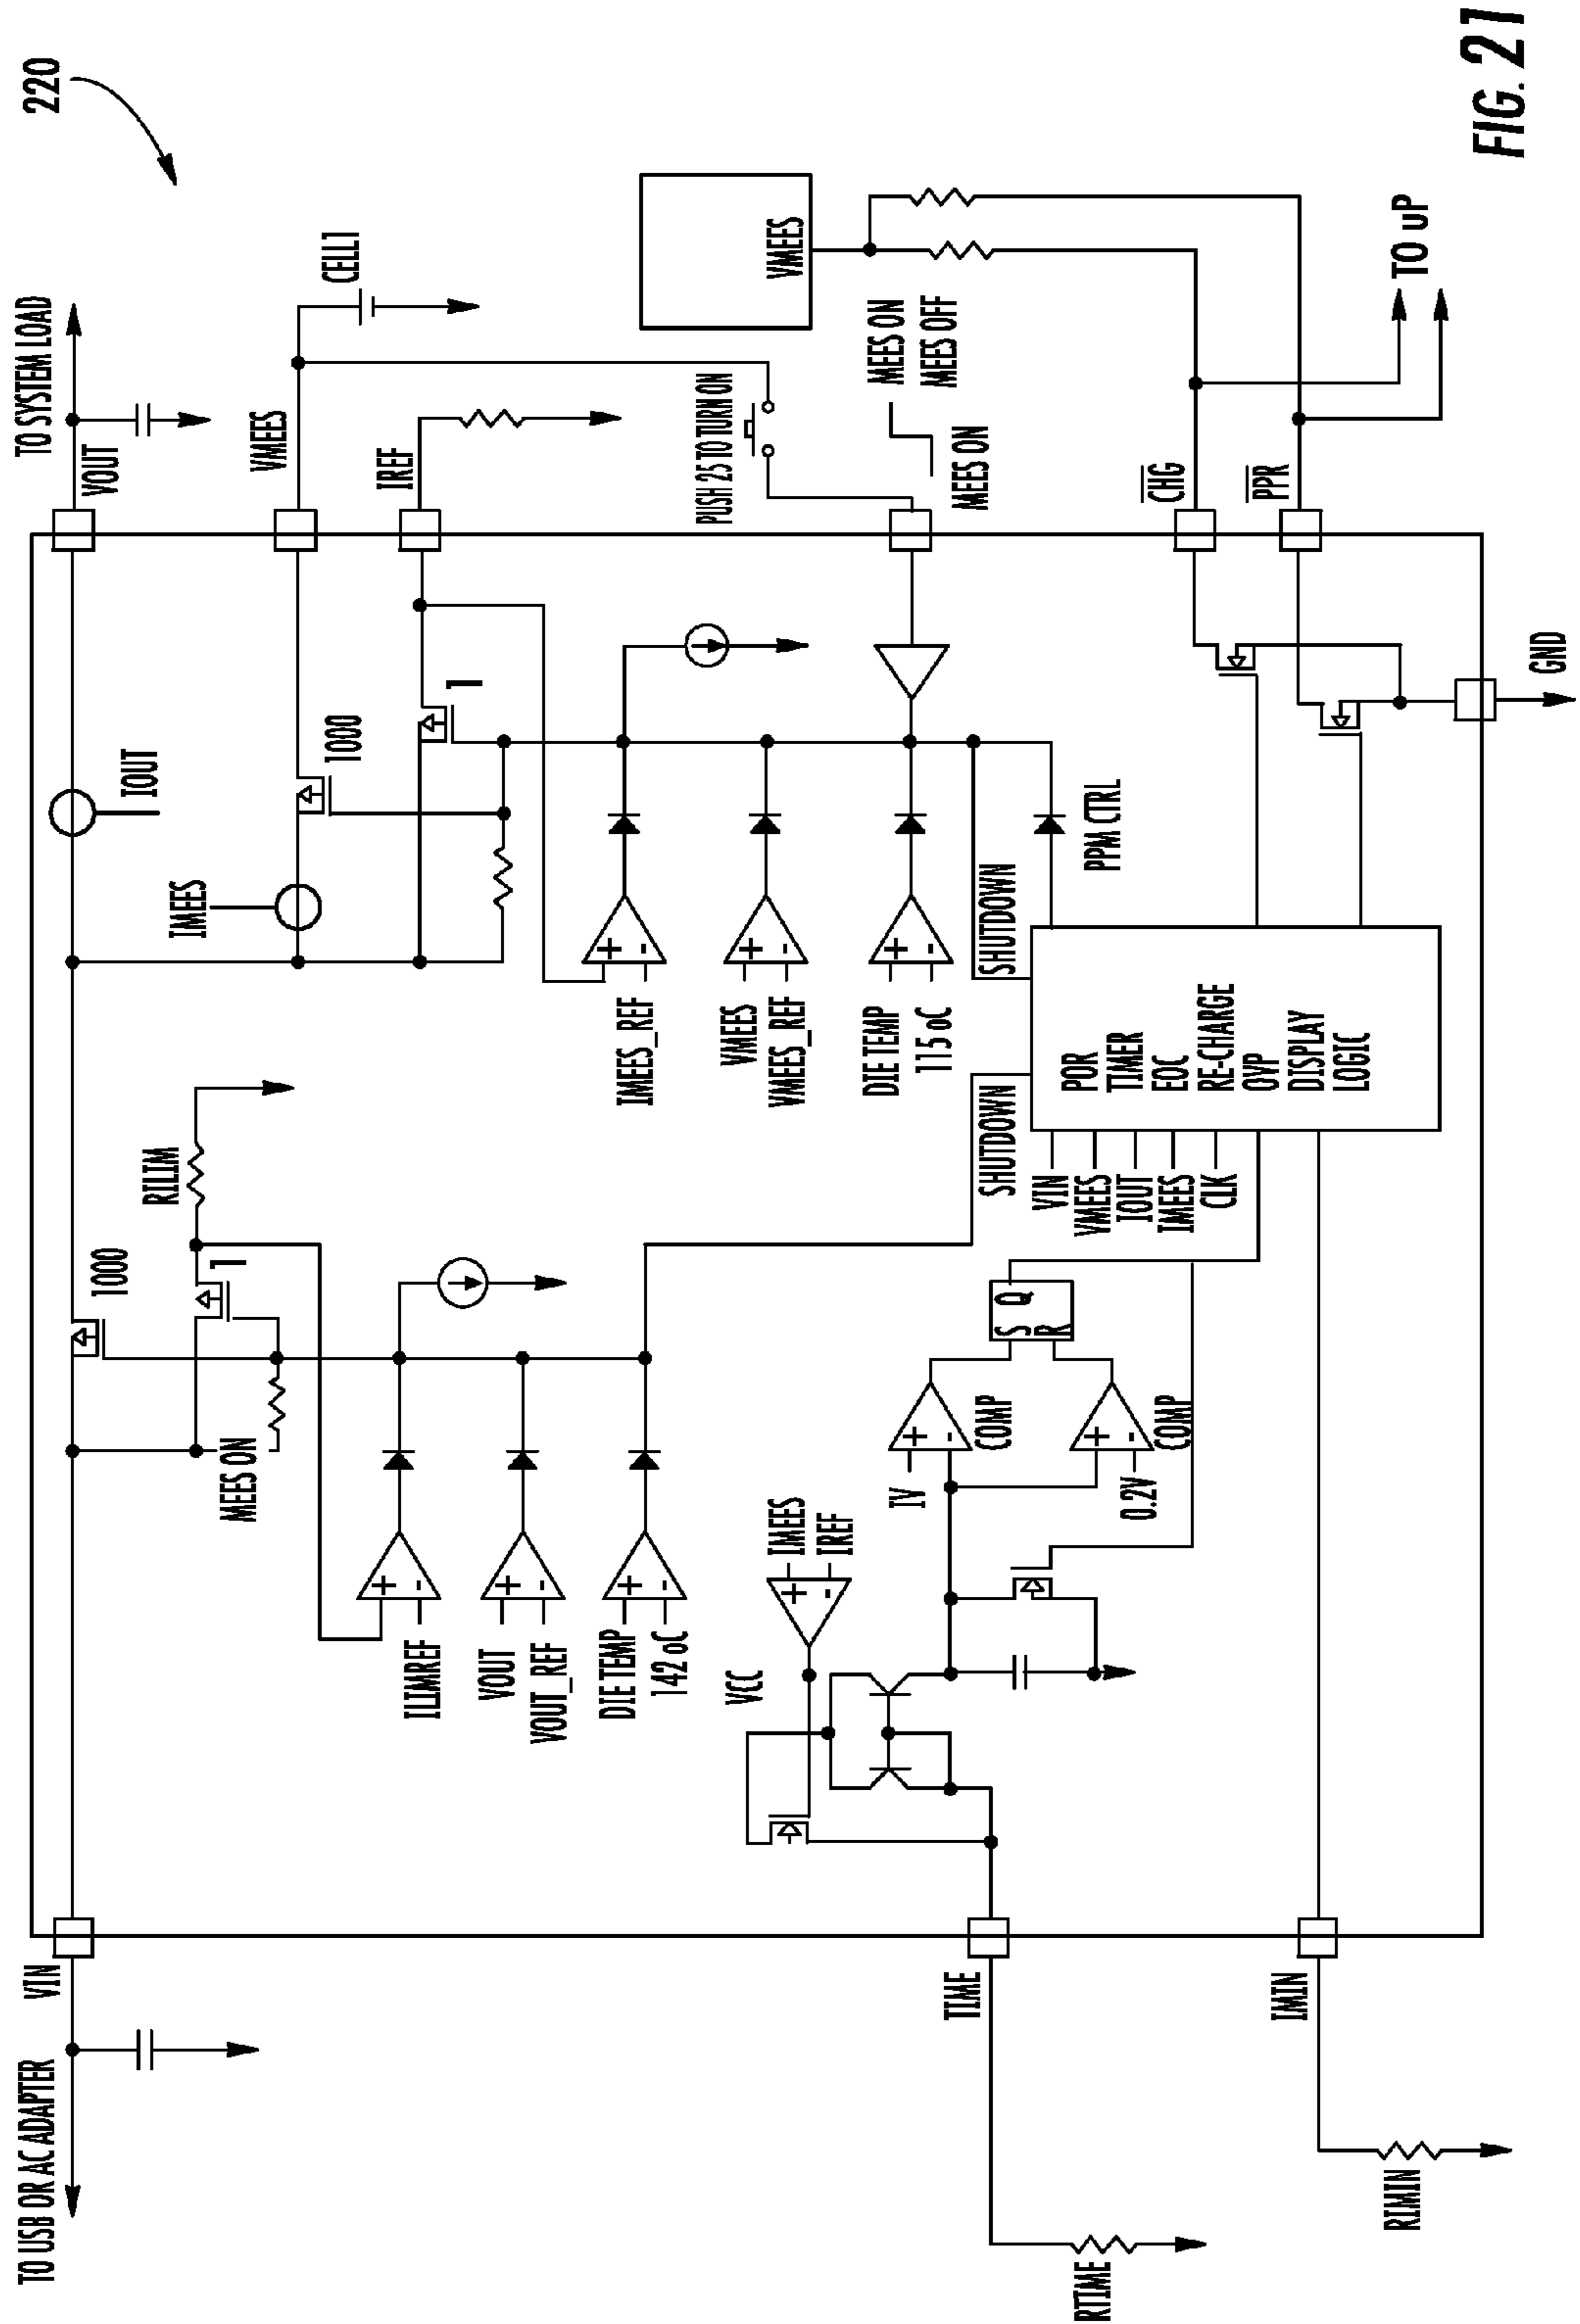 220
TO USB OR AC ADAPTER
VIN
TO SYSTEM LOAD
VOUT
IOUT
1000
RILIM
1
MEES ON
IMEES
1000
VMEES
CELL1
1
IREF
ILIMREF
VOUT
VOUT_REF
DIE TEMP
142 oC
IMEES_REF
VMEES
VMEES_REF
DIE TEMP
115 oC
PUSH 25 TO TURN ON
VMEES
MEES ON
MEES OFF
MEES ON
VCC
IMEES
+
-
IREF
1V
COMP
0.2V
COMP
S Q
R
SHUTDOWN
SHUTDOWN
PPM CTRL
VIN
VMEES
IOUT
IMEES
CLK
POR
TIMER
EOC
RE-CHARGE
OVP
DISPLAY
LOGIC
TIME
RTIME
IMIN
RIMIN
CHG
PPR
TO uP
GND
FIG. 21